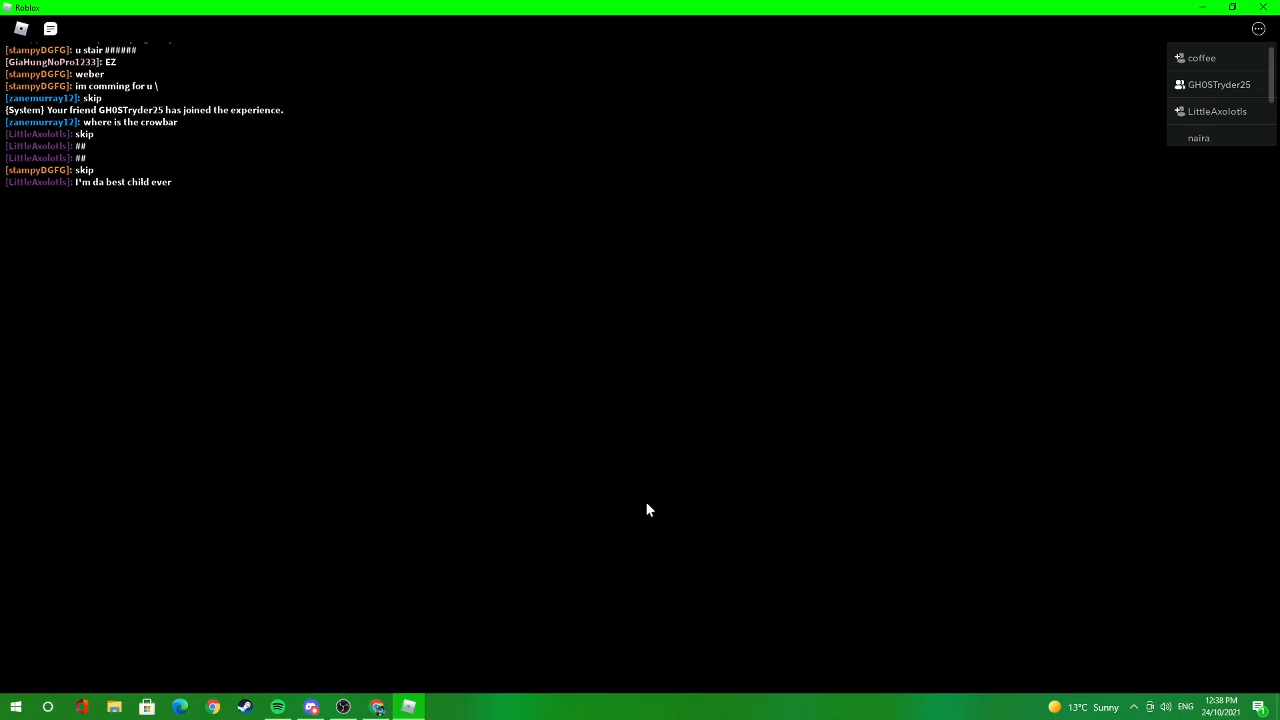 Roblox
[stampyDGFG]: u stair ######
[GiaHungNoPro1233]: EZ
[stampyDGFG]: weber
[stampyDGFG]: im comming for u \
[zanemurray12]: skip
{System} Your friend GH0STryder25 has joined the experience.
[zanemurray12]: where is the crowbar
[LittleAxolotls]: skip
[LittleAxolotls]: ##
[LittleAxolotls]: ##
[stampyDGFG]: skip
[LittleAxolotls]: I'm da best child ever
coffee
GH0STryder25
LittleAxolotls
naira
13°C Sunny
ENG
12:38 PM
24/10/2021
1